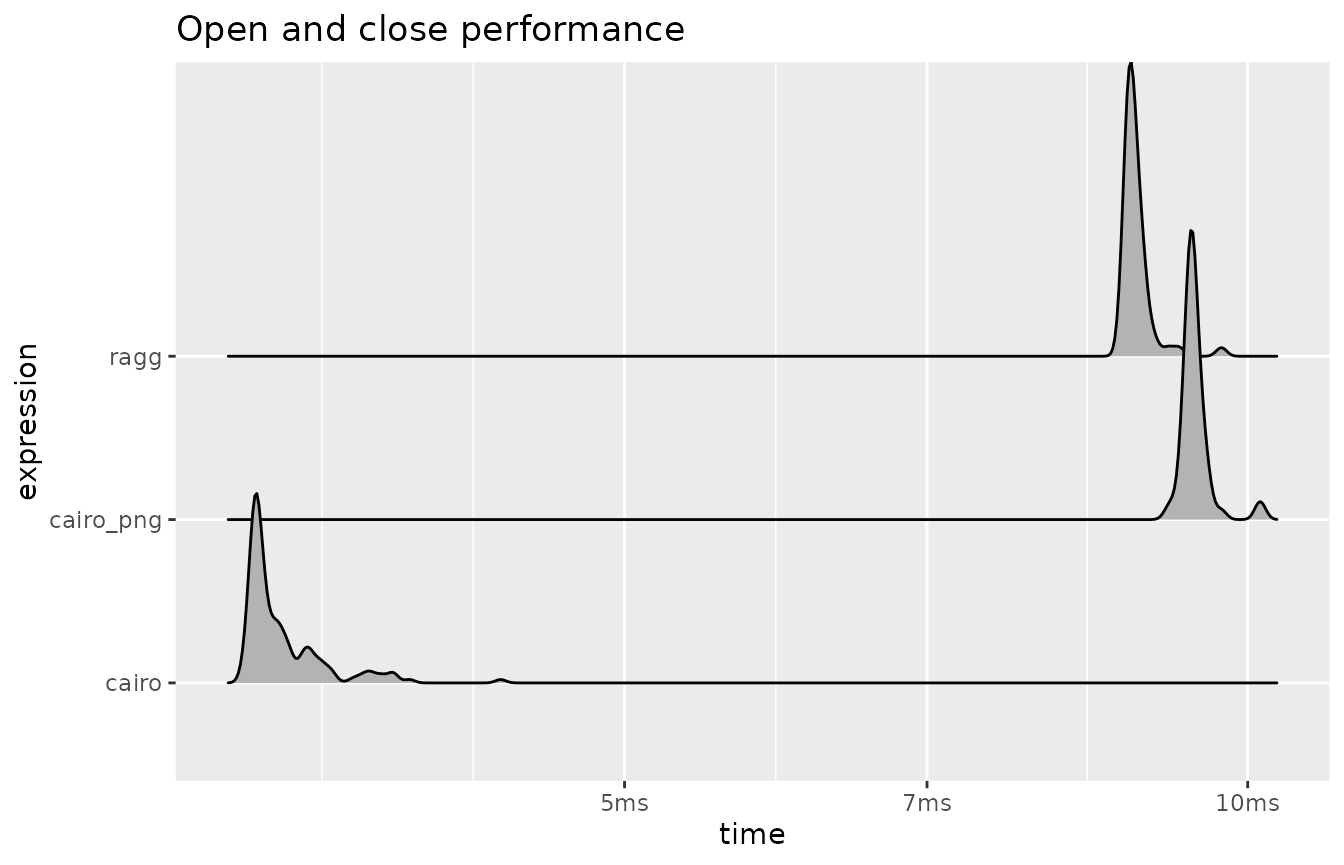 Open and close performance
expression
ragg
cairo_png
cairo
5ms 7ms 10ms
time